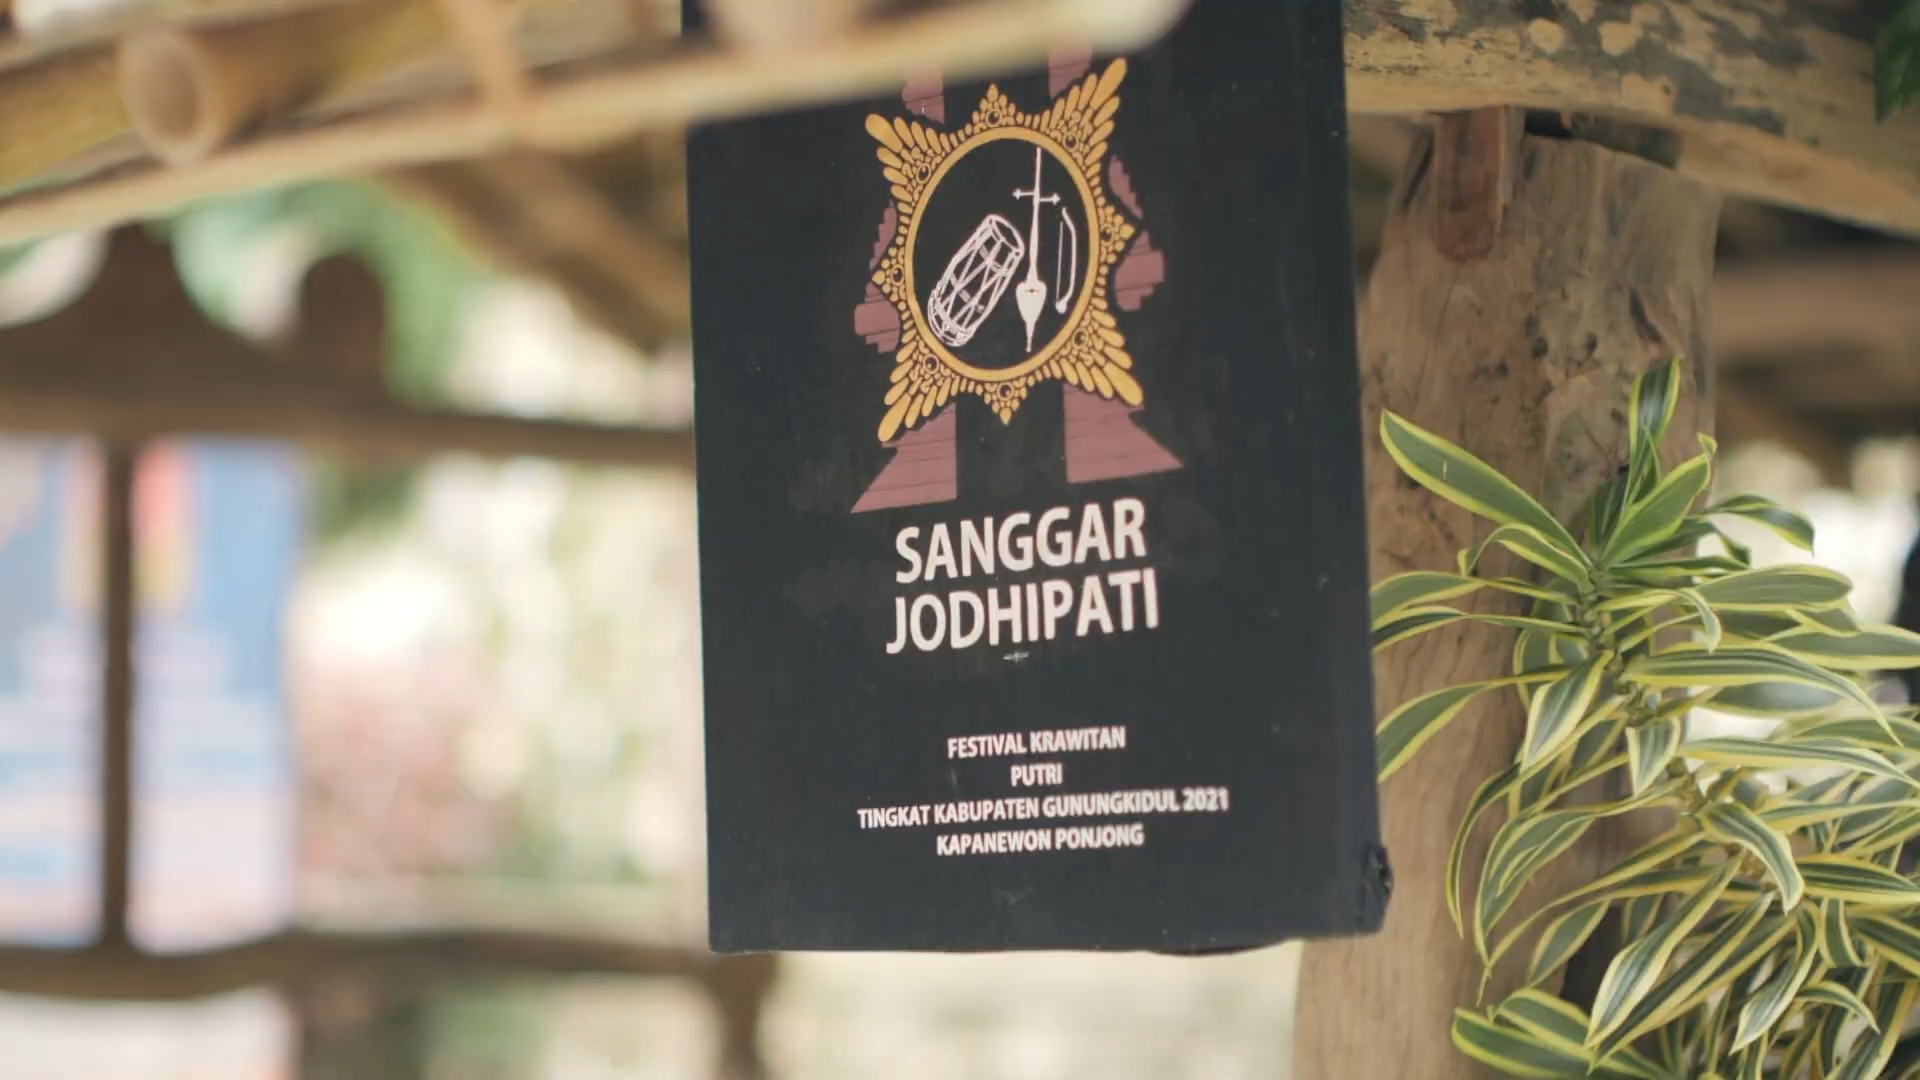 SANGGAR
JODHIPATI
FESTIVAL KRAWITAN
PUTRI
TINGKAT KABUPATEN GUNUNGKIDUL 2021
KAPANEWON PONJONG